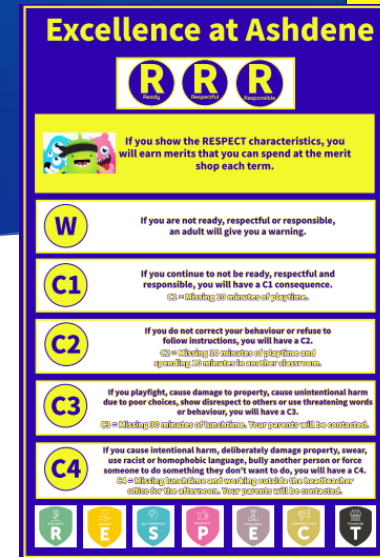 Excellence at Ashdene
R R R
Ready Respectful Responsible
If you show the RESPECT characteristics, you
will earn merits that you can spend at the merit
shop each term.
W
If you are not ready, respectful or responsible,
an adult will give you a warning.
C1
If you continue to not be ready, respectful and
responsible, you will have a C1 consequence.
C1 = Missing 10 minutes of playtime.
C2
If you do not correct your behaviour or refuse to
follow instructions, you will have a C2.
C2 = Missing 10 minutes of playtime and
spending 10 minutes in another classroom.
C3
If you playfight, cause damage to property, cause unintentional harm
due to poor choices, show disrespect to others or use threatening words
or behaviour, you will have a C3.
C3 = Missing 30 minutes of lunchtime. Your parents will be contacted.
C4
If you cause intentional harm, deliberately damage property, swear,
use racist or homophobic language, bully another person or force
someone to do something they don't want to do, you will have a C4.
C4 = Missing lunchtime and working outside the headteacher
office for the afternoon. Your parents will be contacted.
R E S P E C T